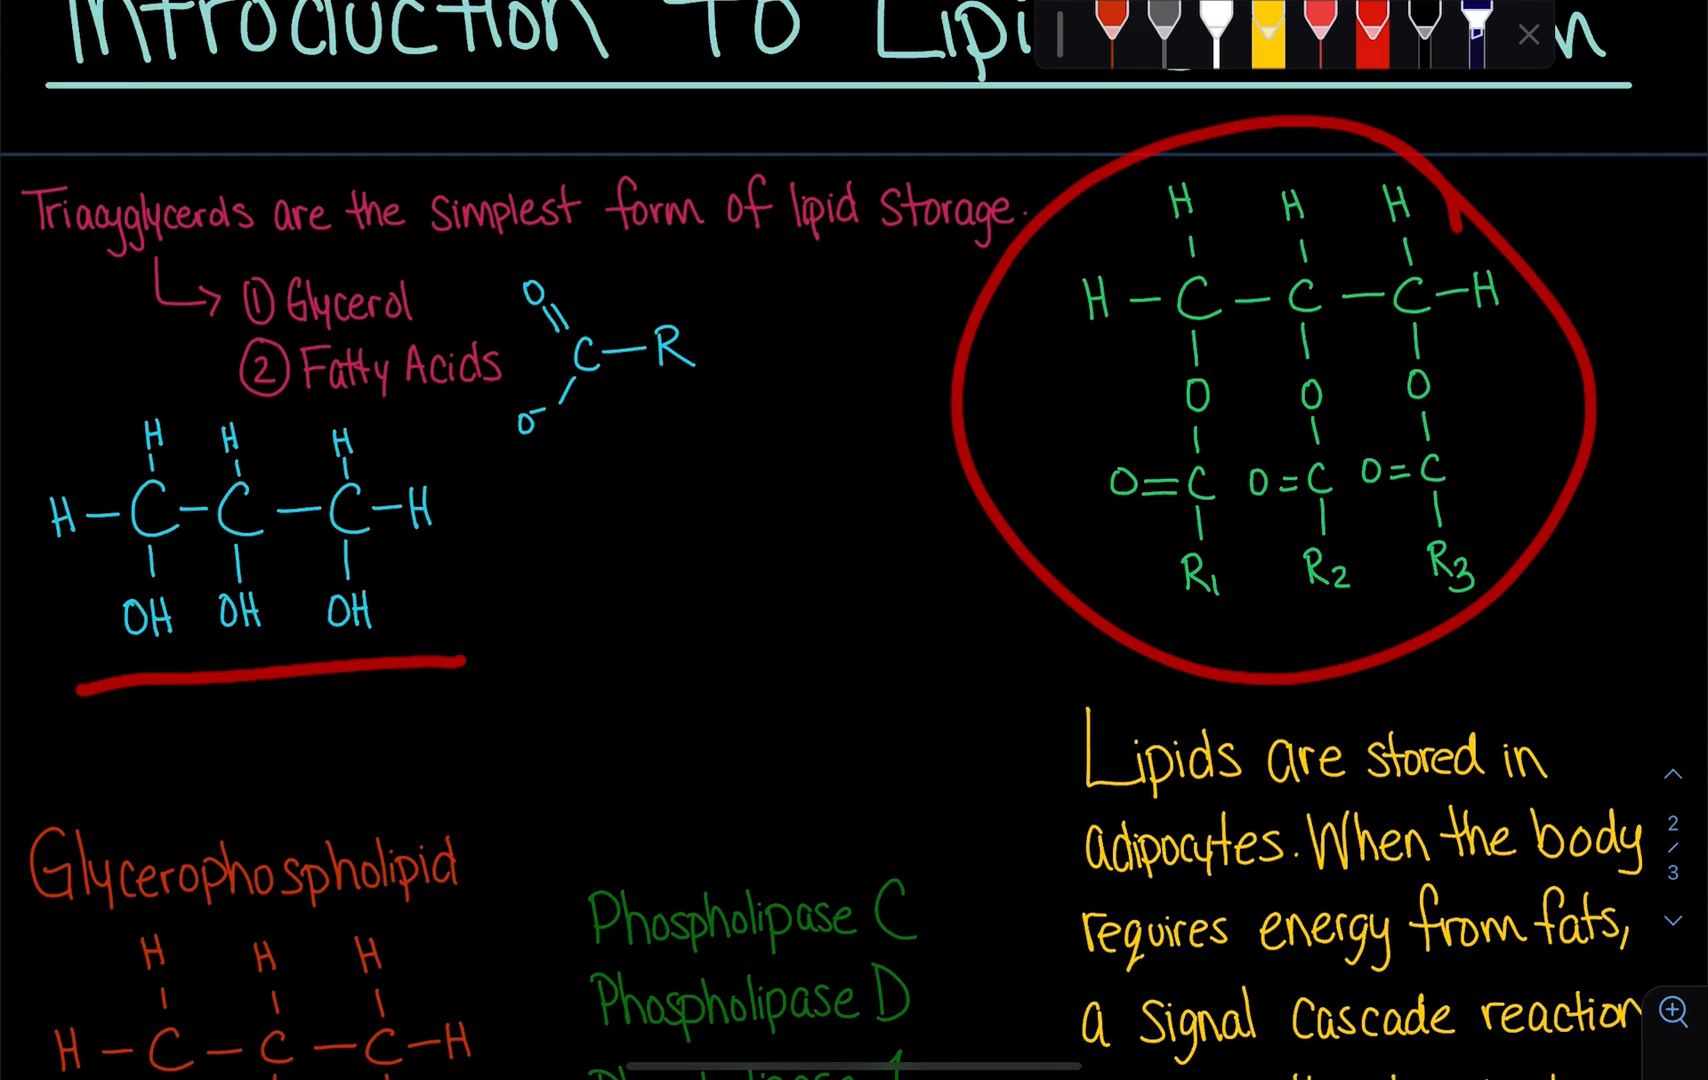 Introduction To Lipi
n
Triacyglycerols are the simplest form of lipid storage.
① Glycerol
② Fatty Acids
O
C—R
O⁻
H H H
H—C—C—C—H
OH OH OH
H H H
H—C—C—C—H
O O O
O=C O=C O=C
R₁ R₂ R₃
Glycerophospholipid
H H H
H—C—C—C—H
Phospholipase C
Phospholipase D
Lipids are stored in
adipocytes. When the body
requires energy from fats,
a signal cascade reaction
2
/
3